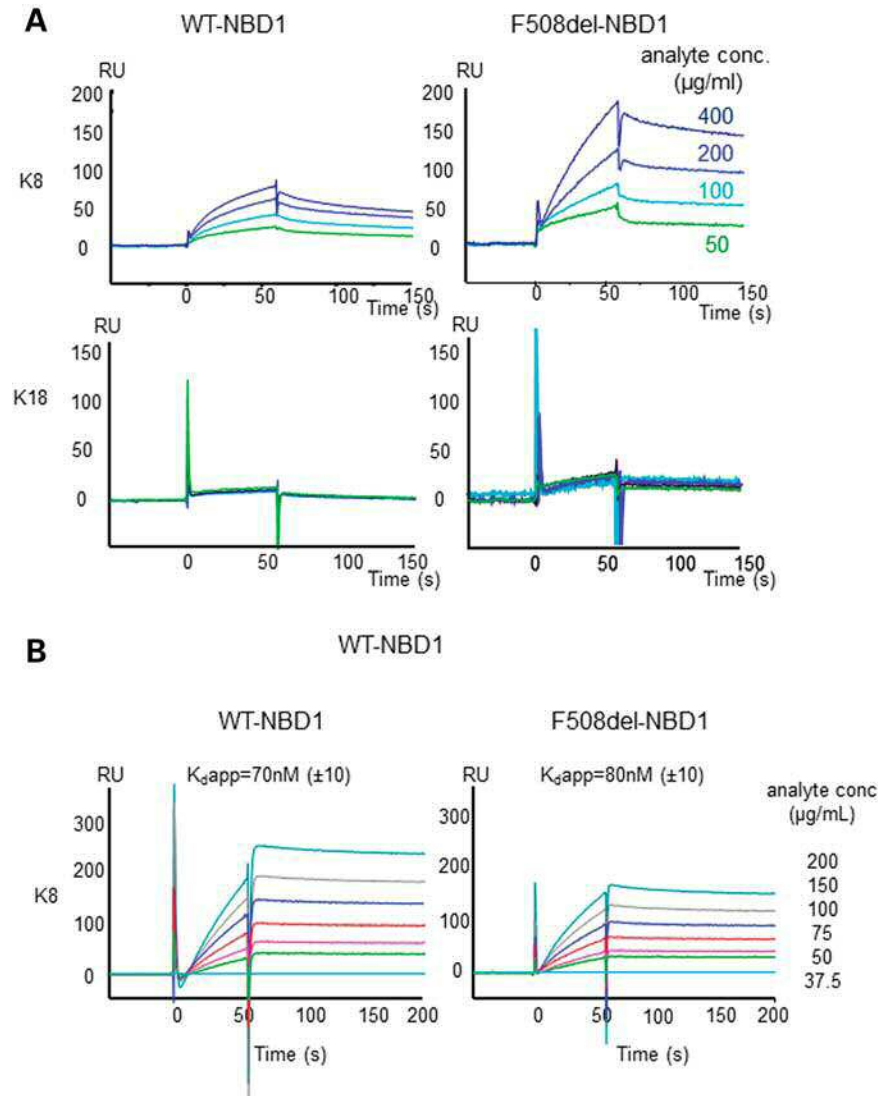 A
WT-NBD1
F508del-NBD1
analyte conc.
(µg/ml)
RU
200
150
100
50
0
K8
0 50 100 150
Time (s)
RU
200
150
100
50
0
400
200
100
50
0 50 100 150
Time (s)
RU
150
100
50
0
K18
0 50 100 150
Time (s)
RU
150
100
50
0
0 50 100 150
Time (s)
B
WT-NBD1
WT-NBD1
F508del-NBD1
RU
Kdapp=70nM (±10)
300
200
100
0
K8
0 50 100 150 200
Time (s)
RU
Kdapp=80nM (±10)
300
200
100
0
0 50 100 150 200
Time (s)
analyte conc
(µg/mL)
200
150
100
75
50
37.5